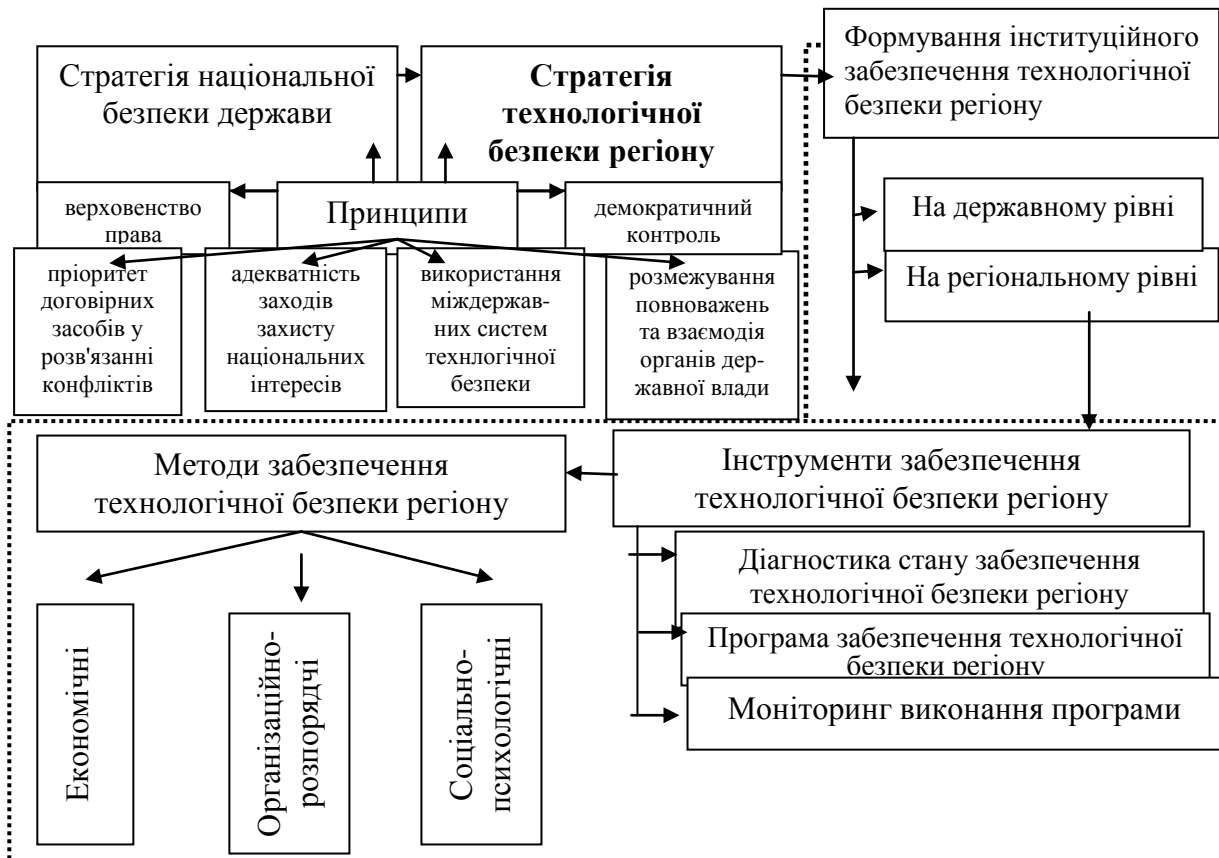 Стратегія національної
безпеки держави
Стратегія
технологічної
безпеки регіону
Формування інституційного
забезпечення технологічної
безпеки регіону
верховенство
права
Принципи
демократичний
контроль
На державному рівні
На регіональному рівні
пріоритет
договірних
засобів у
розв'язанні
конфліктів
адекватність
заходів
захисту
національних
інтересів
використання
міждержав-
них систем
технлогічної
безпеки
розмежування
повноважень
та взаємодія
органів дер-
жавної влади
Методи забезпечення
технологічної безпеки регіону
Інструменти забезпечення
технологічної безпеки регіону
Діагностика стану забезпечення
технологічної безпеки регіону
Програма забезпечення технологічної
безпеки регіону
Моніторинг виконання програми
Економічні
Організаційно-
розпорядчі
Соціально-
психологічні